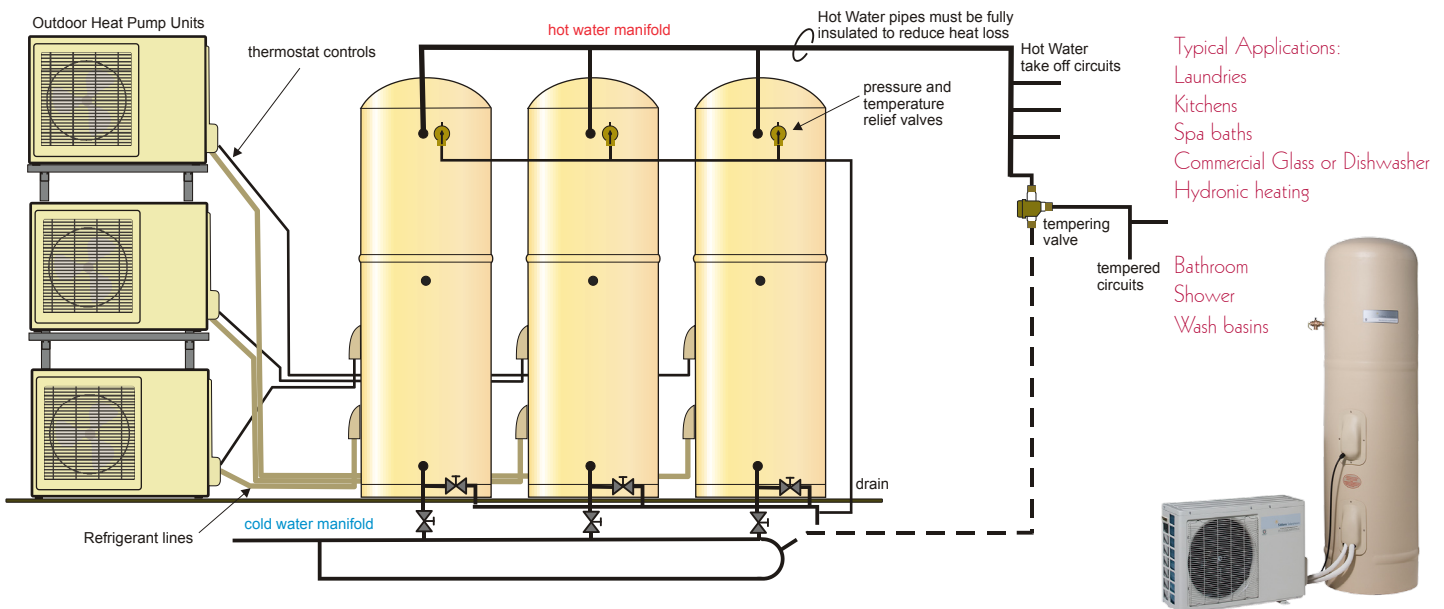 Outdoor Heat Pump Units
thermostat controls
hot water manifold
Hot Water pipes must be fully
insulated to reduce heat loss
Hot Water
take off circuits
pressure and
temperature
relief valves
Typical Applications:
Laundries
Kitchens
Spa baths
Commercial Glass or Dishwasher
Hydronic heating
tempering
valve
tempered
circuits
Bathroom
Shower
Wash basins
drain
cold water manifold
Refrigerant lines